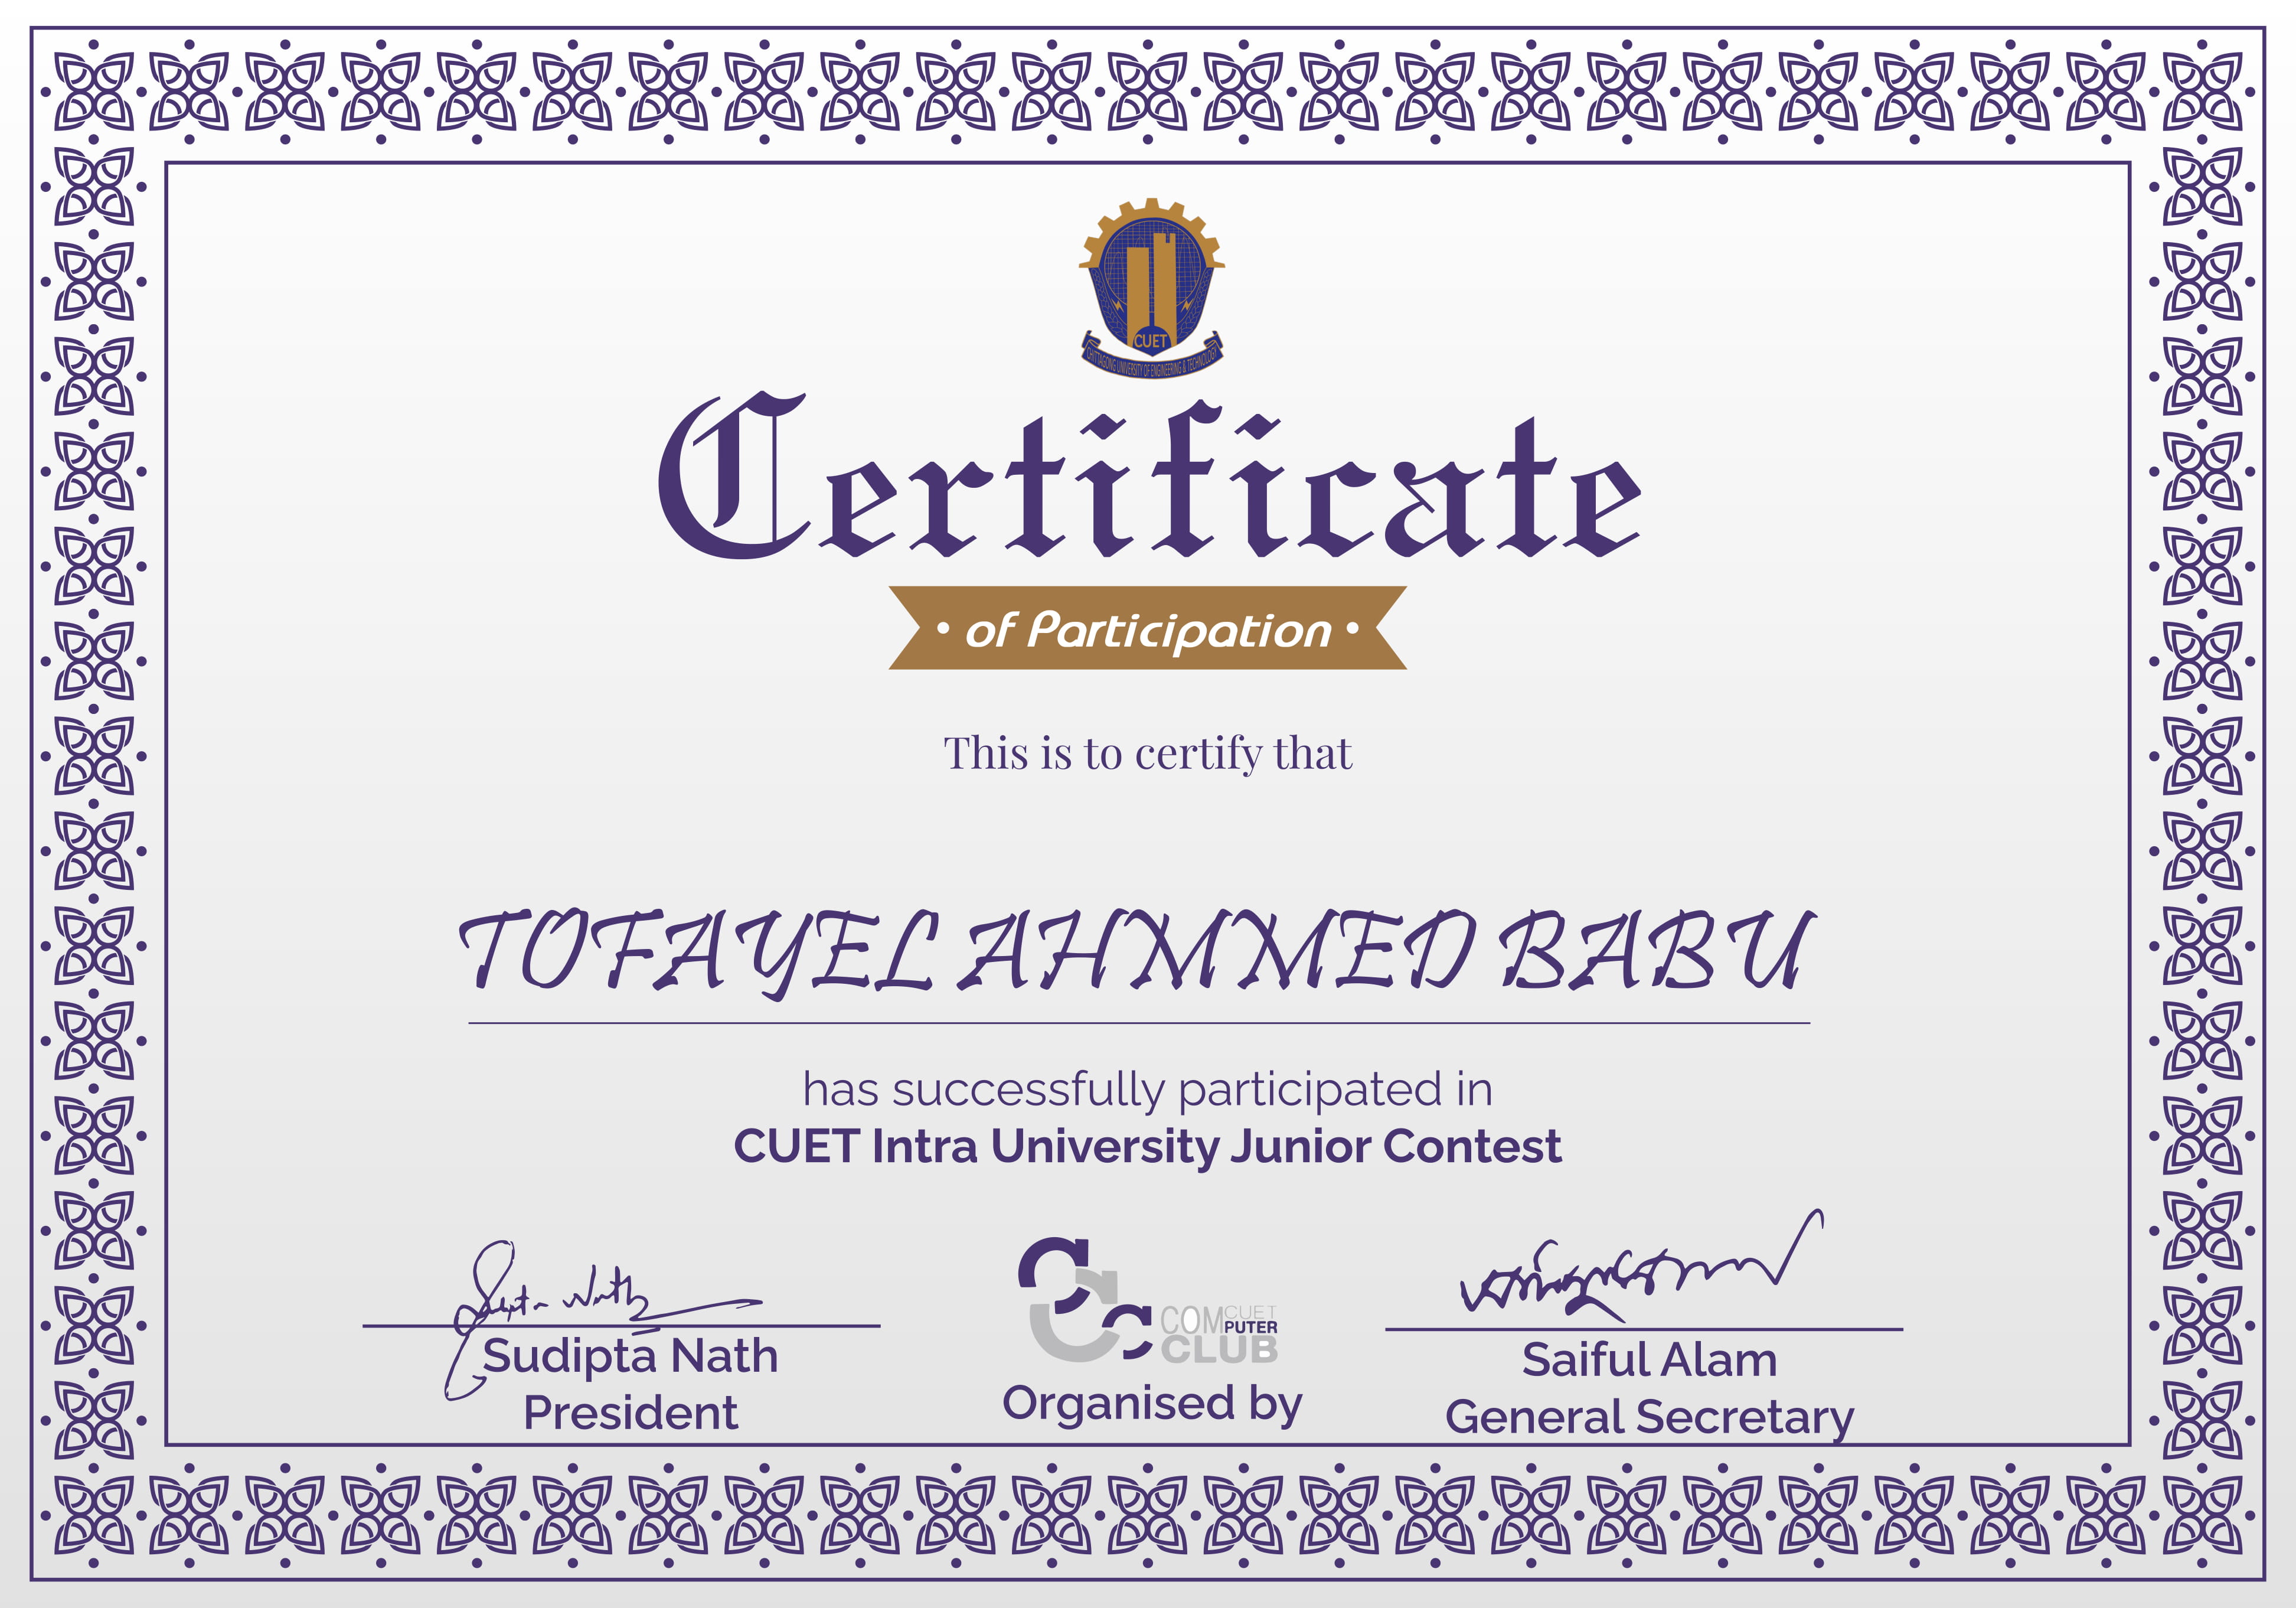 CUET
CHITTAGONG UNIVERSITY OF ENGINEERING & TECHNOLOGY
Certificate
• of Participation •
This is to certify that
TOFAYEL AHMMED BABU
has successfully participated in
CUET Intra University Junior Contest
Sudipta Nath
Sudipta Nath
President
CUET
COMPUTER
CLUB
Organised by
Saiful Alam
General Secretary